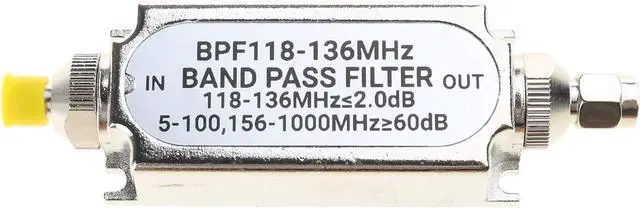 BPF118-136MHz
IN BAND PASS FILTER OUT
118-136MHz≤2.0dB
5-100,156-1000MHz≥60dB